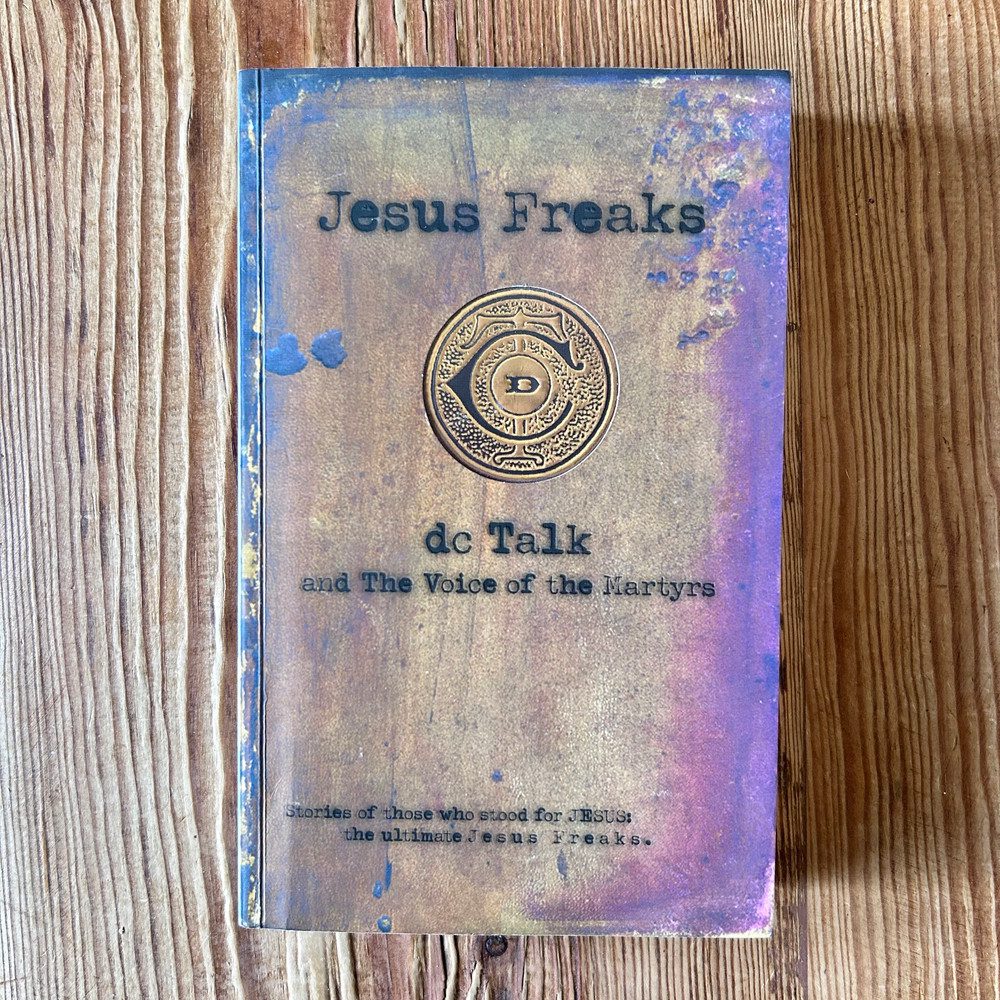 Jesus Freaks
D
C
T
dc Talk
and The Voice of the Martyrs
Stories of those who stood for JESUS:
the ultimate Jesus Freaks.